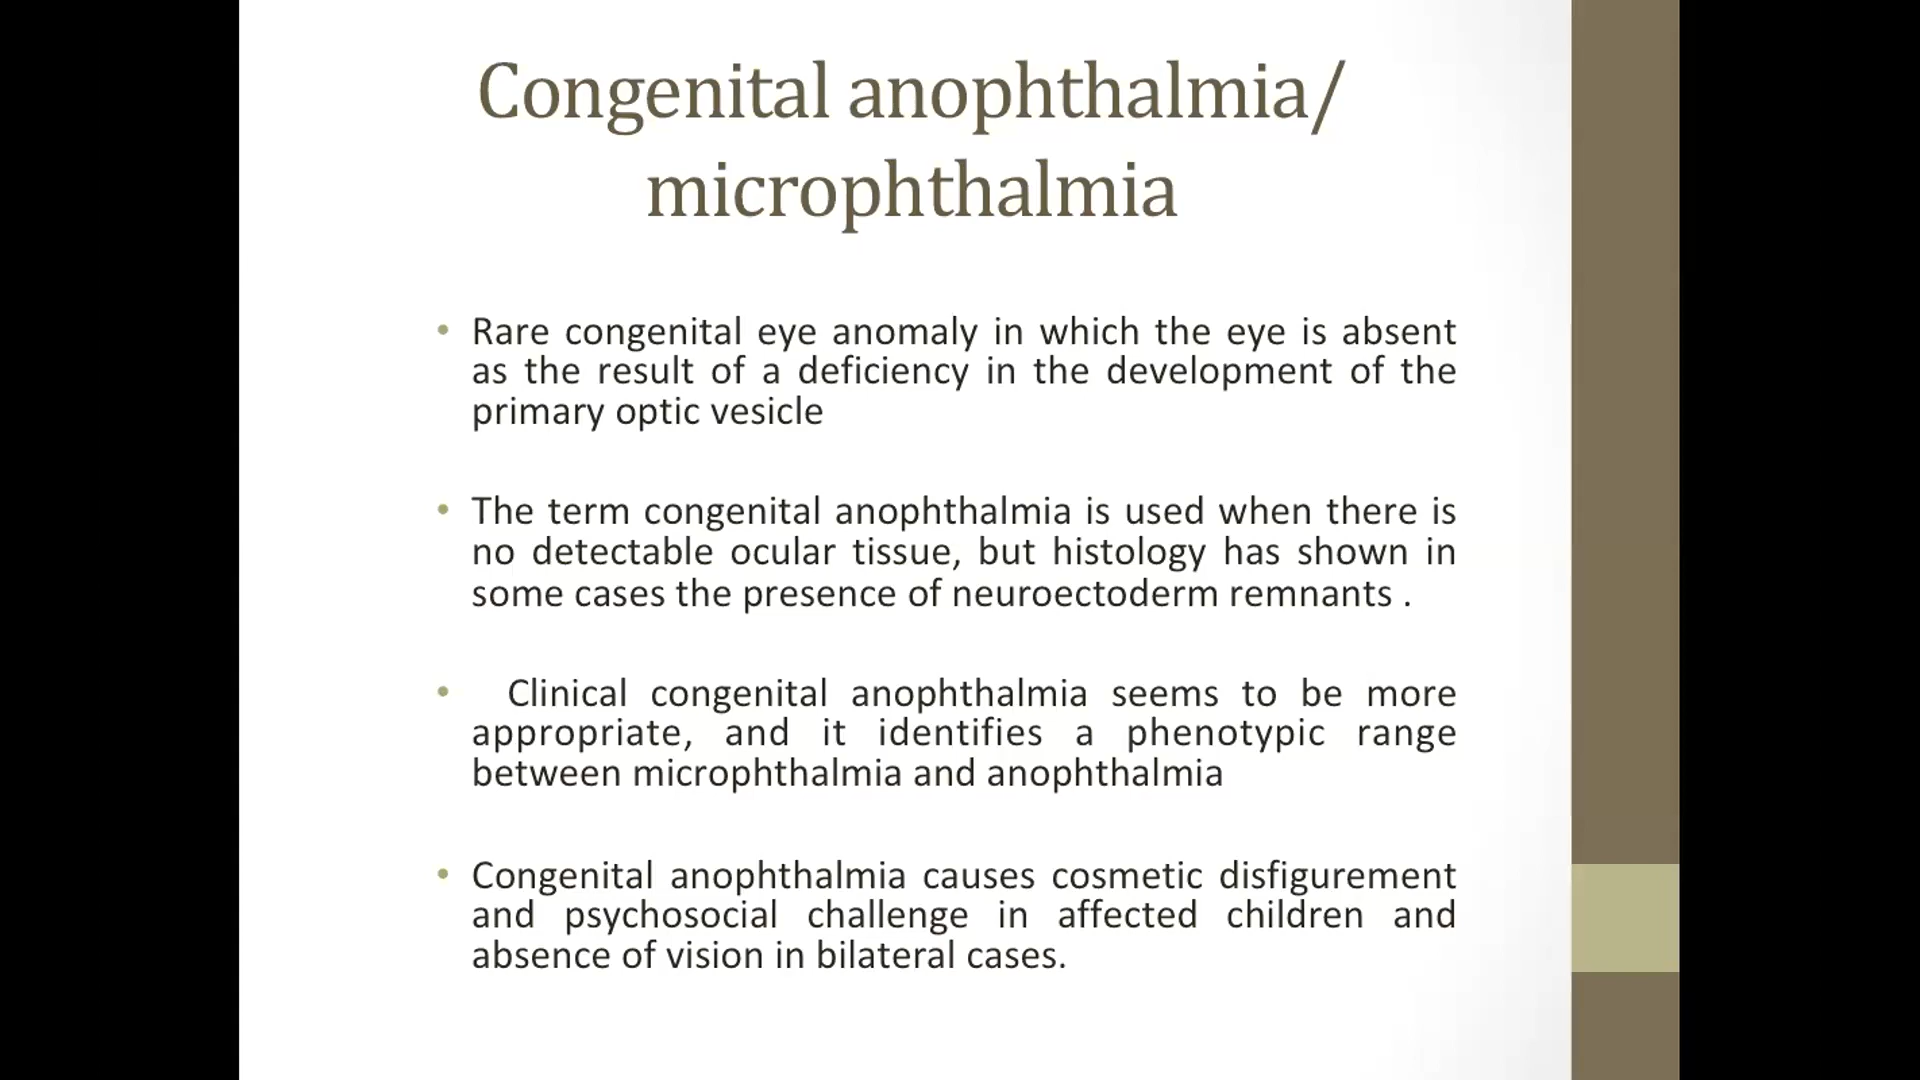 Congenital anophthalmia/
microphthalmia
• Rare congenital eye anomaly in which the eye is absent
as the result of a deficiency in the development of the
primary optic vesicle
• The term congenital anophthalmia is used when there is
no detectable ocular tissue, but histology has shown in
some cases the presence of neuroectoderm remnants .
• Clinical congenital anophthalmia seems to be more
appropriate, and it identifies a phenotypic range
between microphthalmia and anophthalmia
• Congenital anophthalmia causes cosmetic disfigurement
and psychosocial challenge in affected children and
absence of vision in bilateral cases.